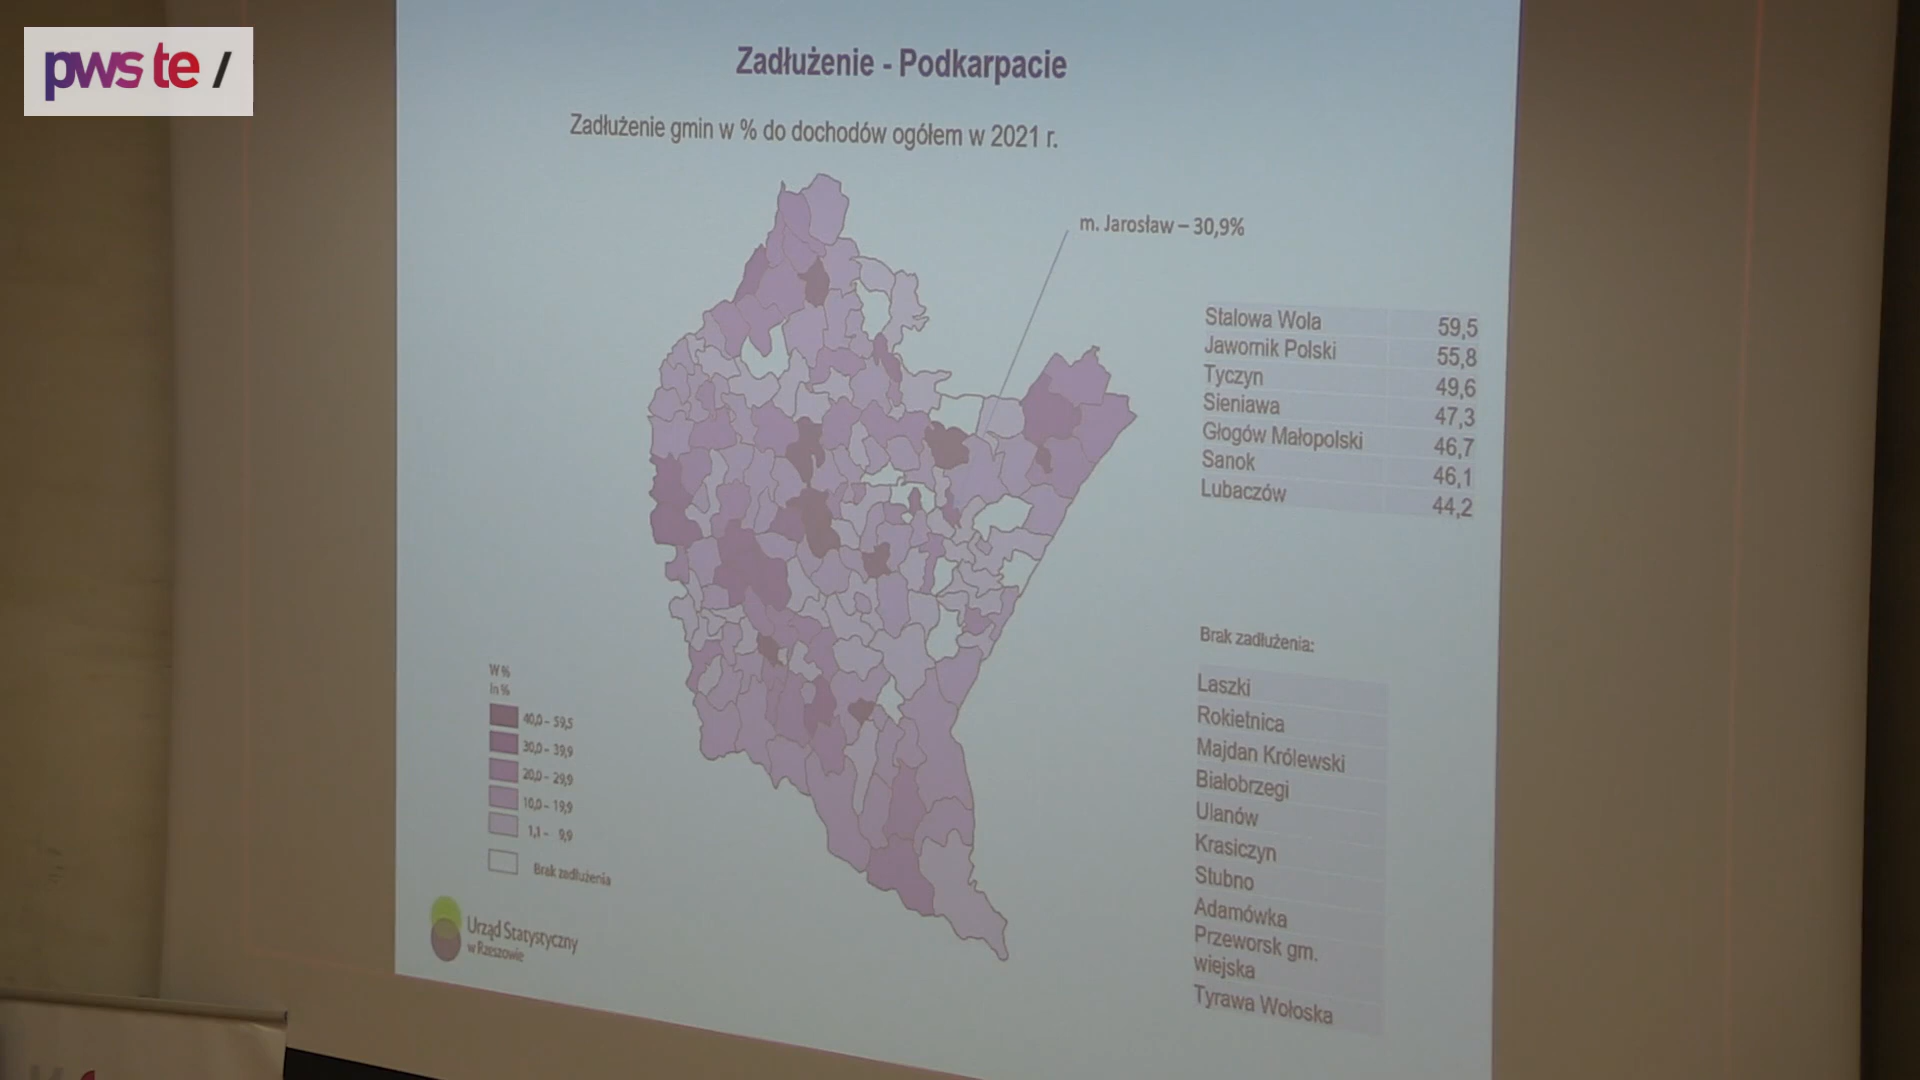 pwste/
Zadłużenie - Podkarpacie
Zadłużenie gmin w % do dochodów ogółem w 2021 r.
m. Jarosław – 30,9%
Stalowa Wola 59,5
Jawornik Polski 55,8
Tyczyn 49,6
Sieniawa 47,3
Głogów Małopolski 46,7
Sanok 46,1
Lubaczów 44,2
Brak zadłużenia:
Laszki
Rokietnica
Majdan Królewski
Białobrzegi
Ulanów
Krasiczyn
Stubno
Adamówka
Przeworsk gm.
wiejska
Tyrawa Wołoska
W %
In %
40,0 – 59,5
30,0 – 39,9
20,0 – 29,9
10,0 – 19,9
1,1 – 9,9
Brak zadłużenia
Urząd Statystyczny
w Rzeszowie